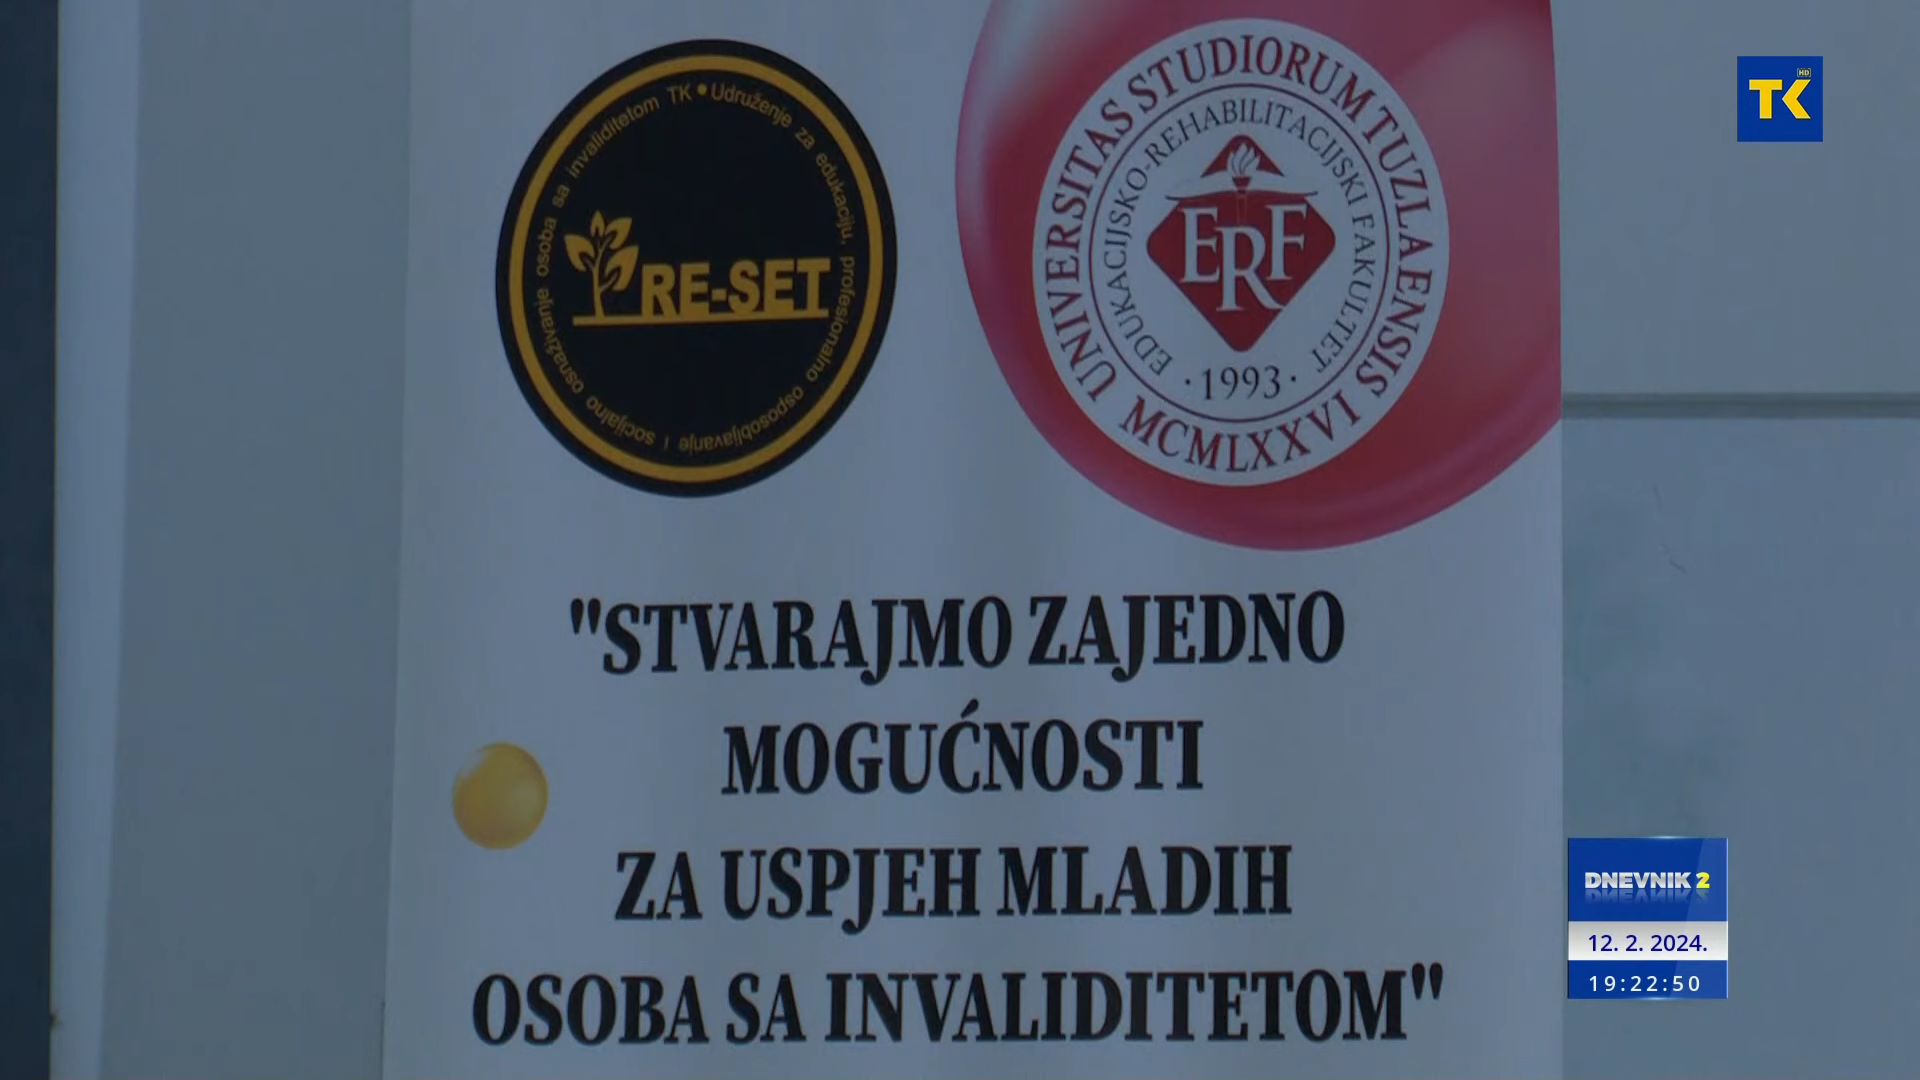 Udruženje za edukaciju, profesionalno osposobljavanje i socijalno osnaživanje osoba sa invaliditetom TK •
RE-SET
UNIVERSITAS STUDIORUM TUZLAENSIS
EDUKACIJSKO-REHABILITACIJSKI FAKULTET
ERF
· 1993 ·
MCMLXXVI
TK HD
"STVARAJMO ZAJEDNO
MOGUĆNOSTI
ZA USPJEH MLADIH
OSOBA SA INVALIDITETOM"
DNEVNIK 2
12. 2. 2024.
19:22:50